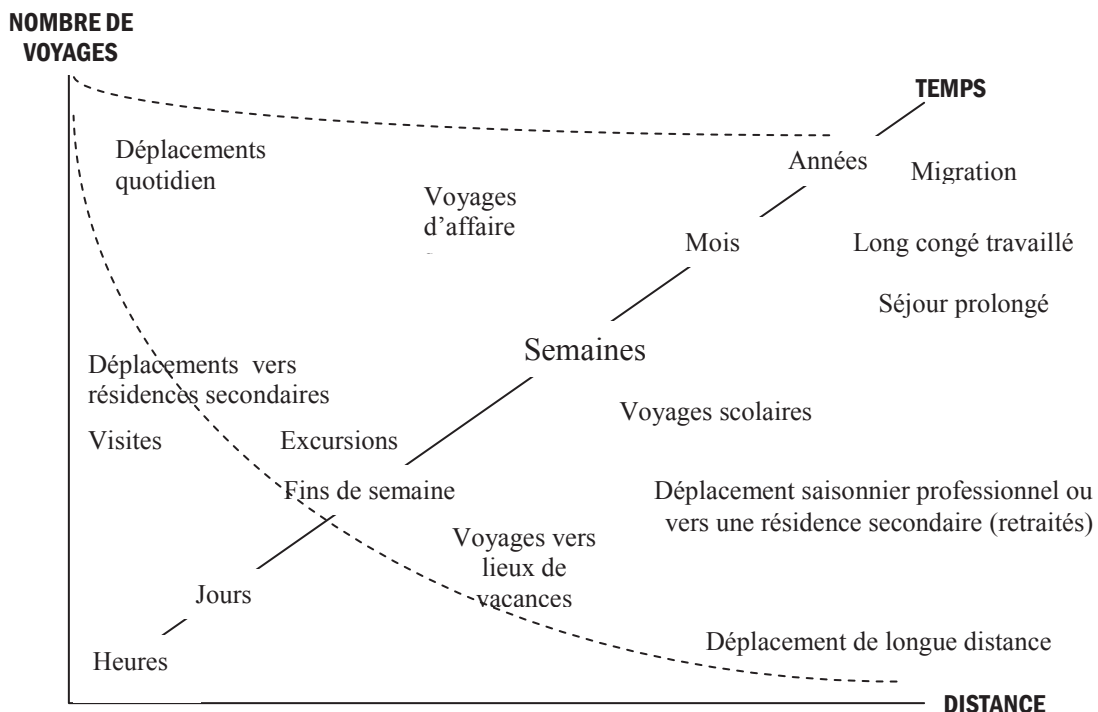 NOMBRE DE
VOYAGES
TEMPS
Déplacements
quotidien
Années
Migration
Voyages
d’affaire
Mois
Long congé travaillé
Séjour prolongé
Semaines
Déplacements vers
résidences secondaires
Voyages scolaires
Visites
Excursions
Fins de semaine
Déplacement saisonnier professionnel ou
vers une résidence secondaire (retraités)
Voyages vers
lieux de
vacances
Jours
Déplacement de longue distance
Heures
DISTANCE